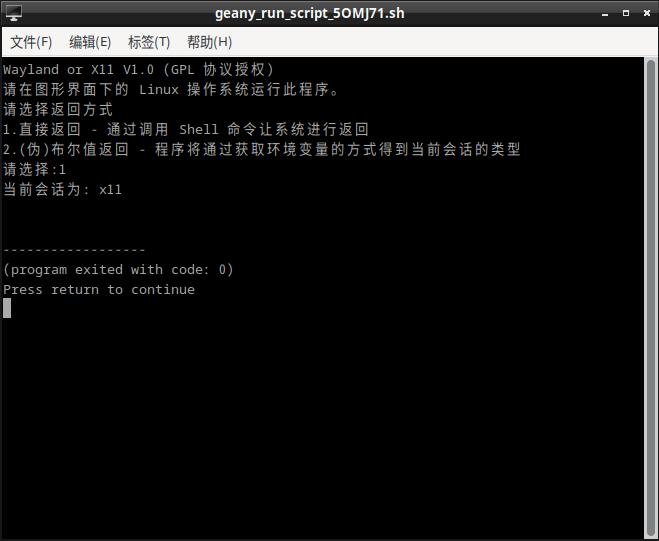 geany_run_script_5OMJ71.sh
文件(F) 编辑(E) 标签(T) 帮助(H)
Wayland or X11 V1.0 (GPL 协议授权)
请在图形界面下的 Linux 操作系统运行此程序。
请选择返回方式
1.直接返回 - 通过调用 Shell 命令让系统进行返回
2.(伪)布尔值返回 - 程序将通过获取环境变量的方式得到当前会话的类型
请选择:1
当前会话为: x11
------------------
(program exited with code: 0)
Press return to continue